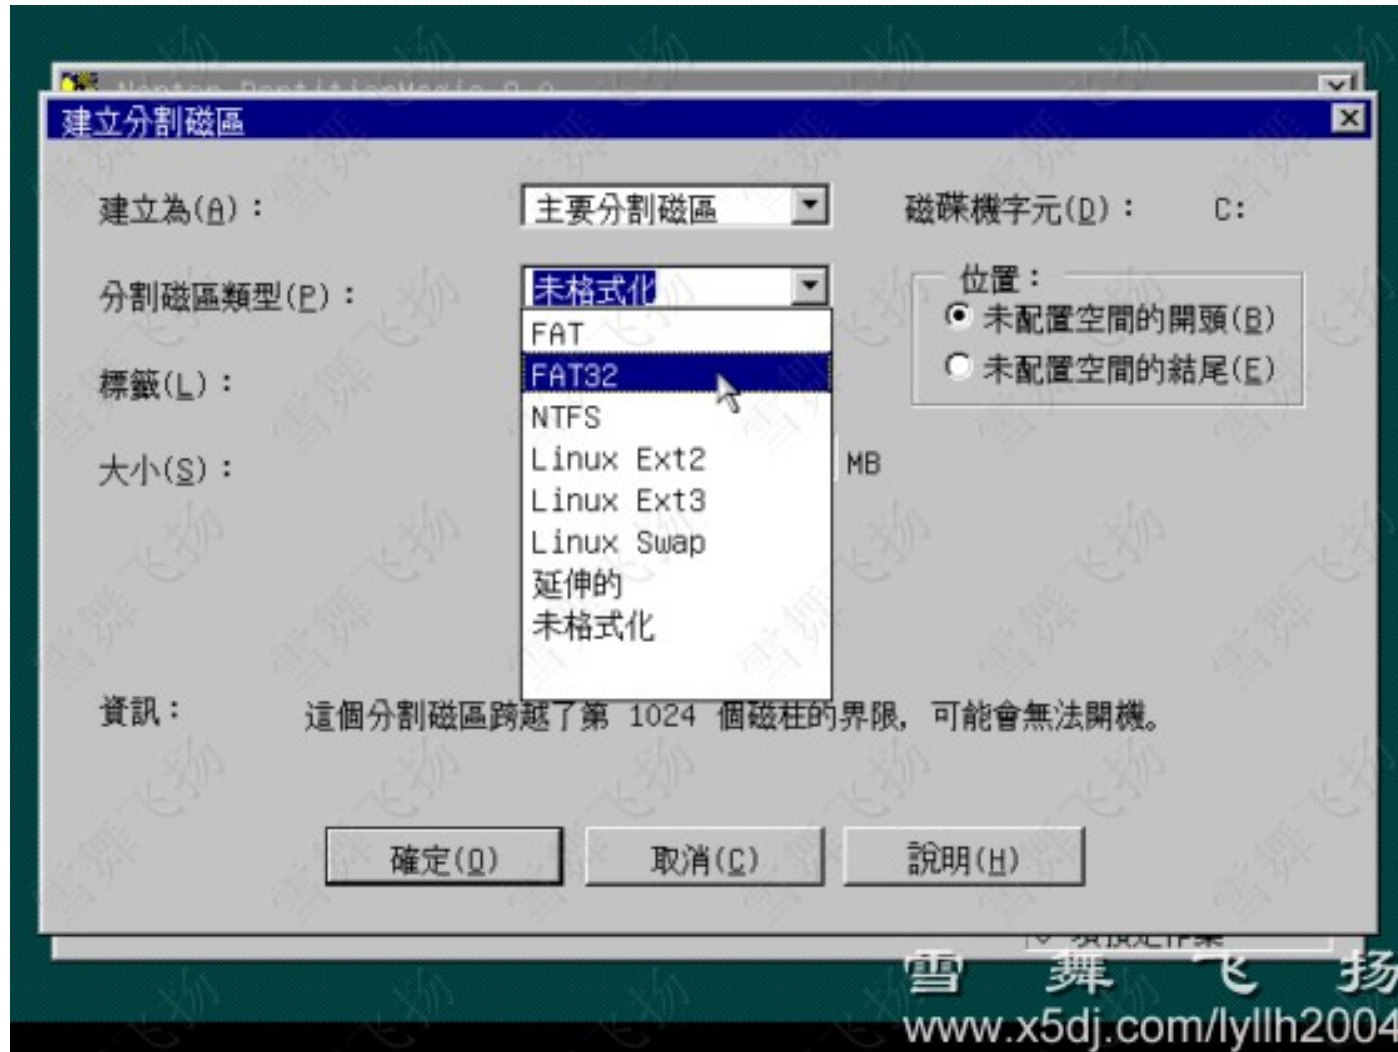 Norton PartitionMagic 8.0
建立分割磁區
建立為(A)： 主要分割磁區 磁碟機字元(D)： C:
分割磁區類型(P)： 未格式化 位置：
FAT 未配置空間的開頭(B)
標籤(L)： FAT32 未配置空間的結尾(E)
NTFS
大小(S)： Linux Ext2 MB
Linux Ext3
Linux Swap
延伸的
未格式化
資訊： 這個分割磁區跨越了第 1024 個磁柱的界限, 可能會無法開機。
確定(O) 取消(C) 說明(H)
雪舞飞扬
www.x5dj.com/lyllh2004